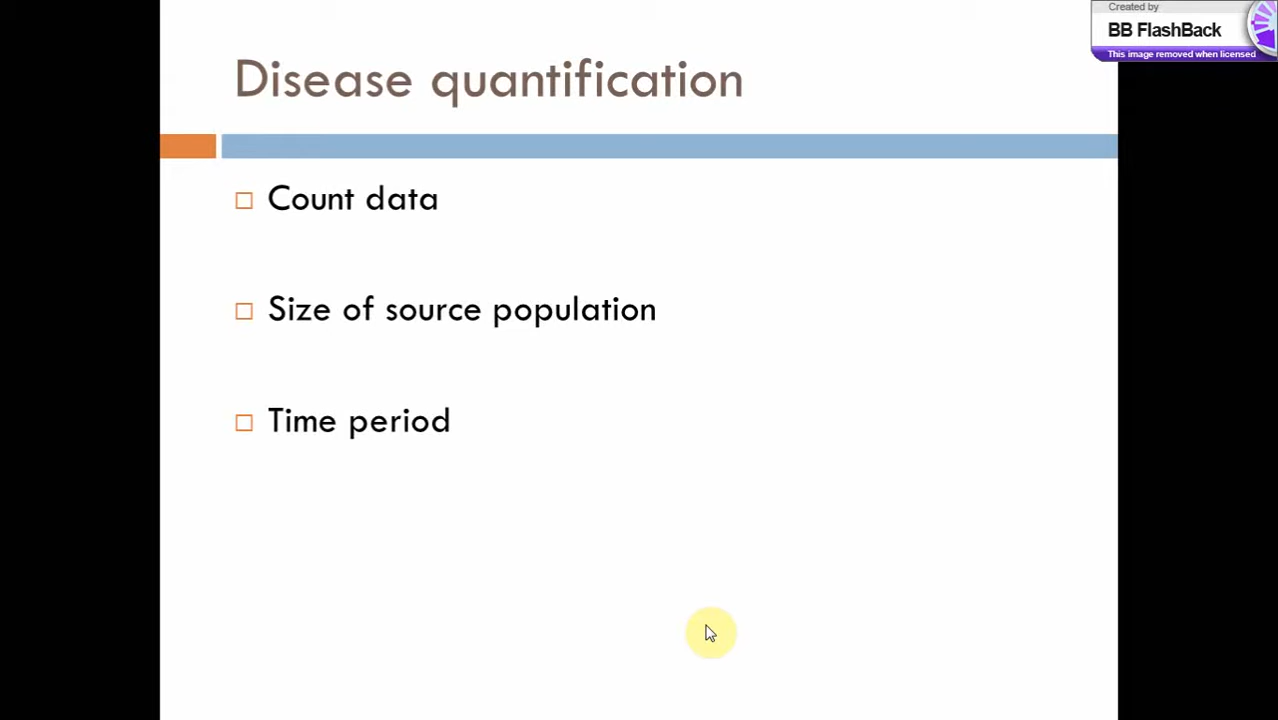 Created by
BB FlashBack
This image removed when licensed
Disease quantification
Count data
Size of source population
Time period